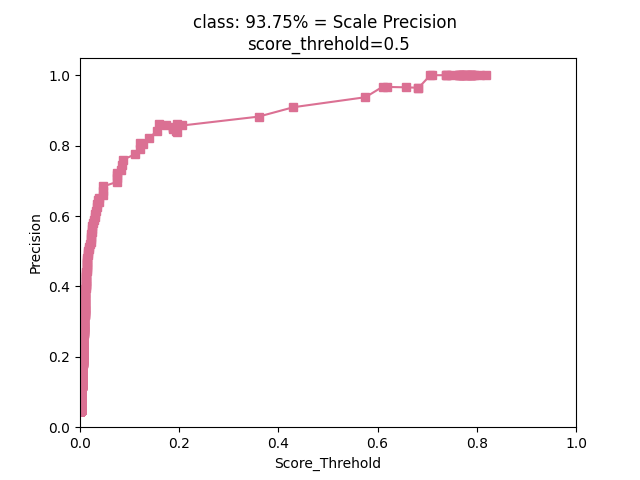 class: 93.75% = Scale Precision
score_threhold=0.5
1.0
0.8
0.6
0.4
0.2
0.0
Precision
0.0 0.2 0.4 0.6 0.8 1.0
Score_Threhold